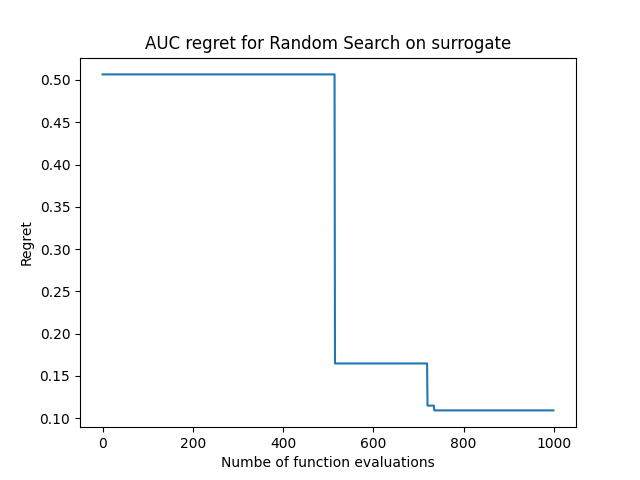 AUC regret for Random Search on surrogate
0.50
0.45
0.40
0.35
0.30
0.25
0.20
0.15
0.10
Regret
0 200 400 600 800 1000
Numbe of function evaluations